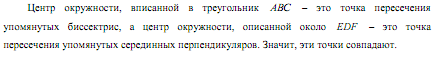 Центр окружности, вписанной в треугольник ABC – это точка пересечения
упомянутых биссектрис, а центр окружности, описанной около EDF – это точка
пересечения упомянутых серединных перпендикуляров. Значит, эти точки совпадают.